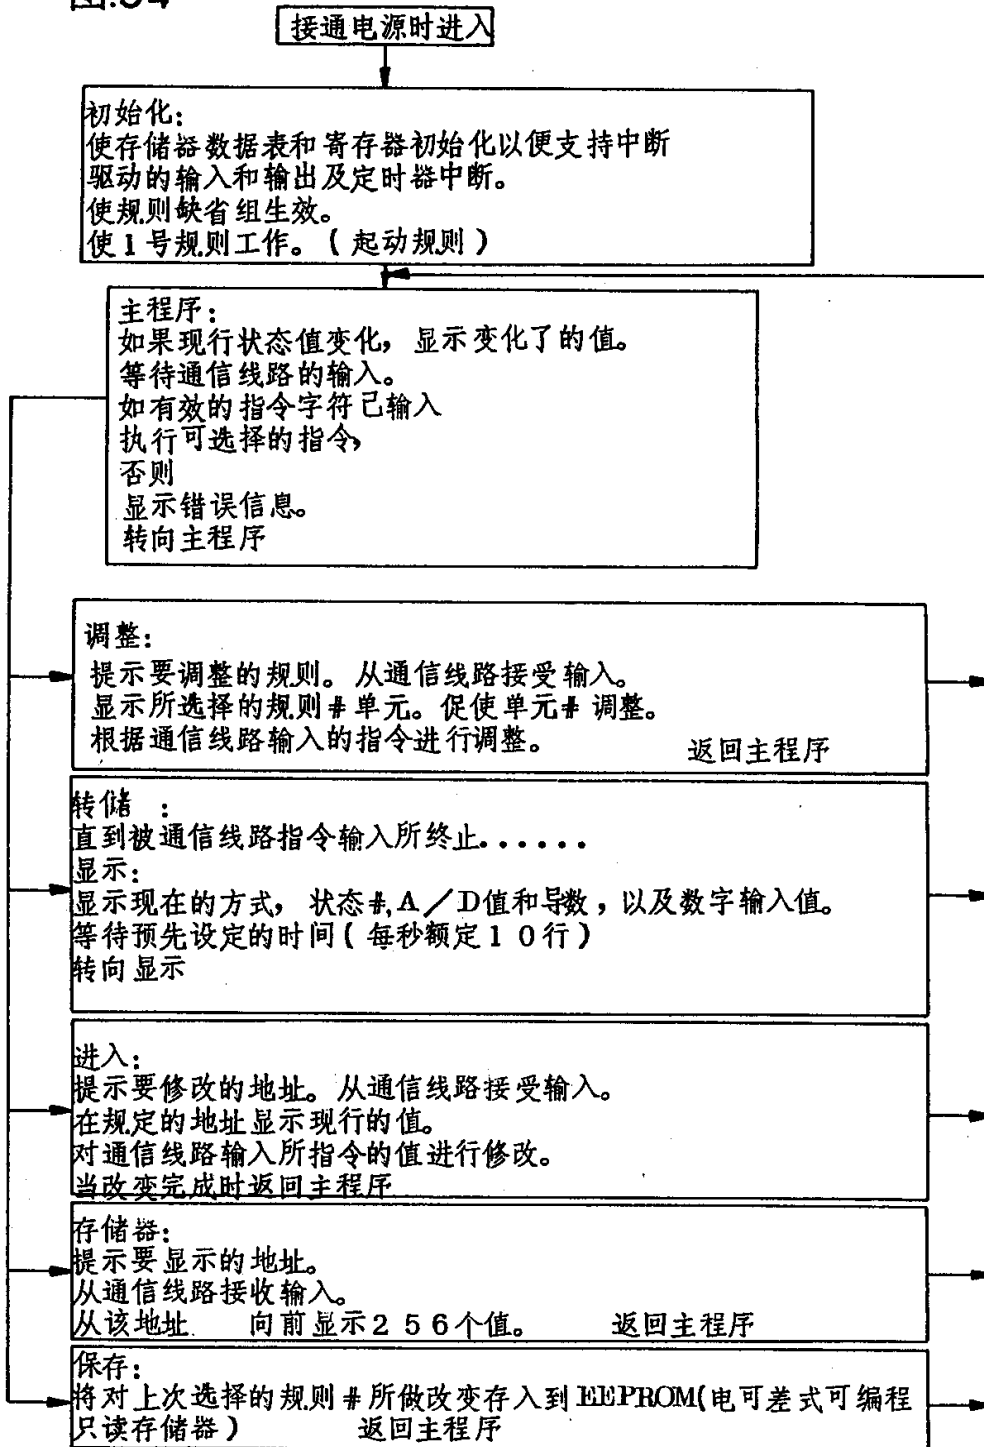 图.54
接通电源时进入
初始化：
使存储器数据表和寄存器初始化以便支持中断
驱动的输入和输出及定时器中断。
使规则缺省组生效。
使1号规则工作。（起动规则）
主程序：
如果现行状态值变化，显示变化了的值。
等待通信线路的输入。
如有效的指令字符已输入
执行可选择的指令，
否则
显示错误信息。
转向主程序
调整：
提示要调整的规则。从通信线路接受输入。
显示所选择的规则#单元。促使单元#调整。
根据通信线路输入的指令进行调整。 返回主程序
转储 ：
直到被通信线路指令输入所终止......
显示：
显示现在的方式，状态#，A／D值和导数，以及数字输入值。
等待预先设定的时间（每秒额定10行）
转向显示
进入：
提示要修改的地址。从通信线路接受输入。
在规定的地址显示现行的值。
对通信线路输入所指令的值进行修改。
当改变完成时返回主程序
存储器：
提示要显示的地址。
从通信线路接收输入。
从该地址 向前显示256个值。 返回主程序
保存：
将对上次选择的规则#所做改变存入到EEPROM(电可差式可编程
只读存储器） 返回主程序